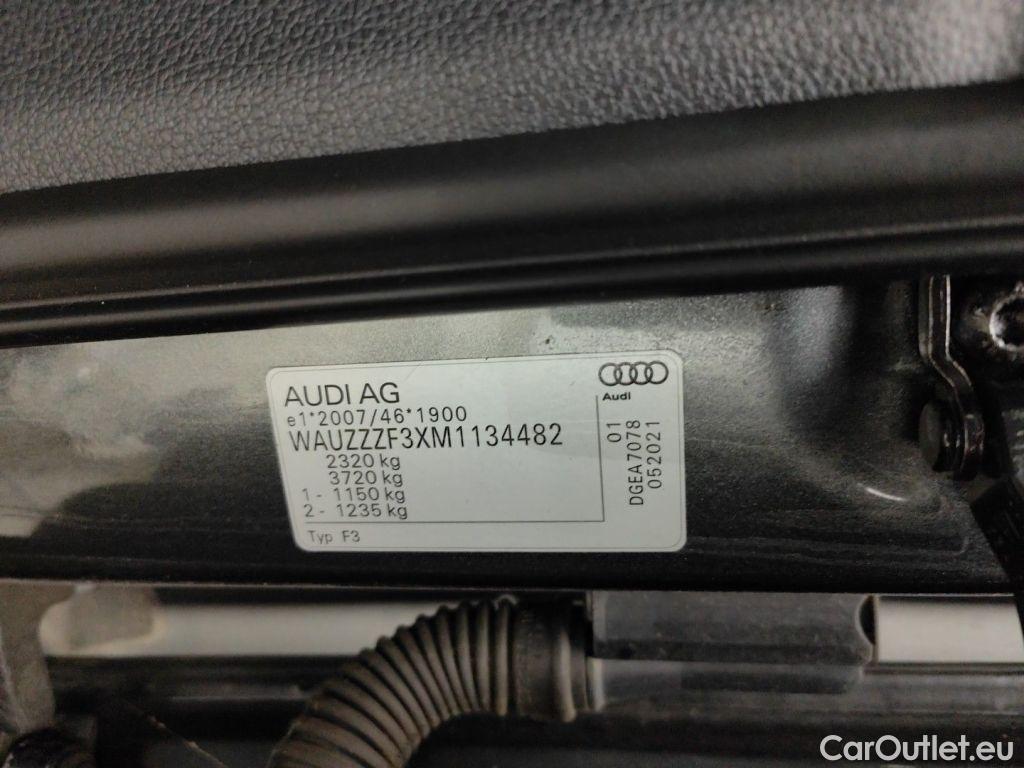 AUDI AG
Audi
e1*2007/46*1900
WAUZZZF3XM1134482
2320 kg
3720 kg
1 - 1150 kg
2 - 1235 kg
Typ F3
01
DGEA7078
052021
CarOutlet.eu